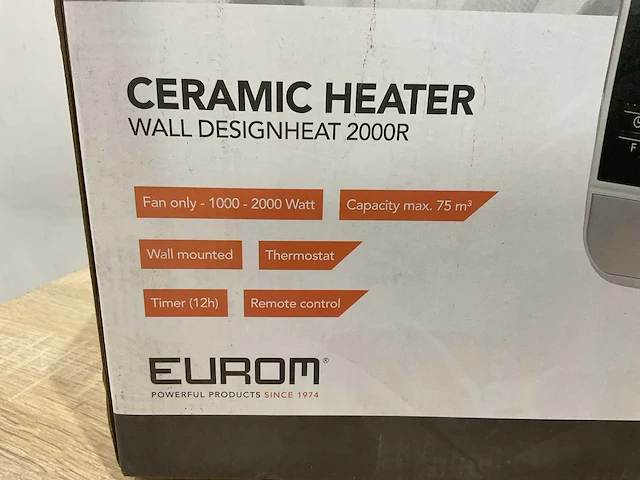 CERAMIC HEATER
WALL DESIGNHEAT 2000R
Fan only - 1000 - 2000 Watt
Capacity max. 75 m³
Wall mounted
Thermostat
Timer (12h)
Remote control
EUROM®
POWERFUL PRODUCTS SINCE 1974
F